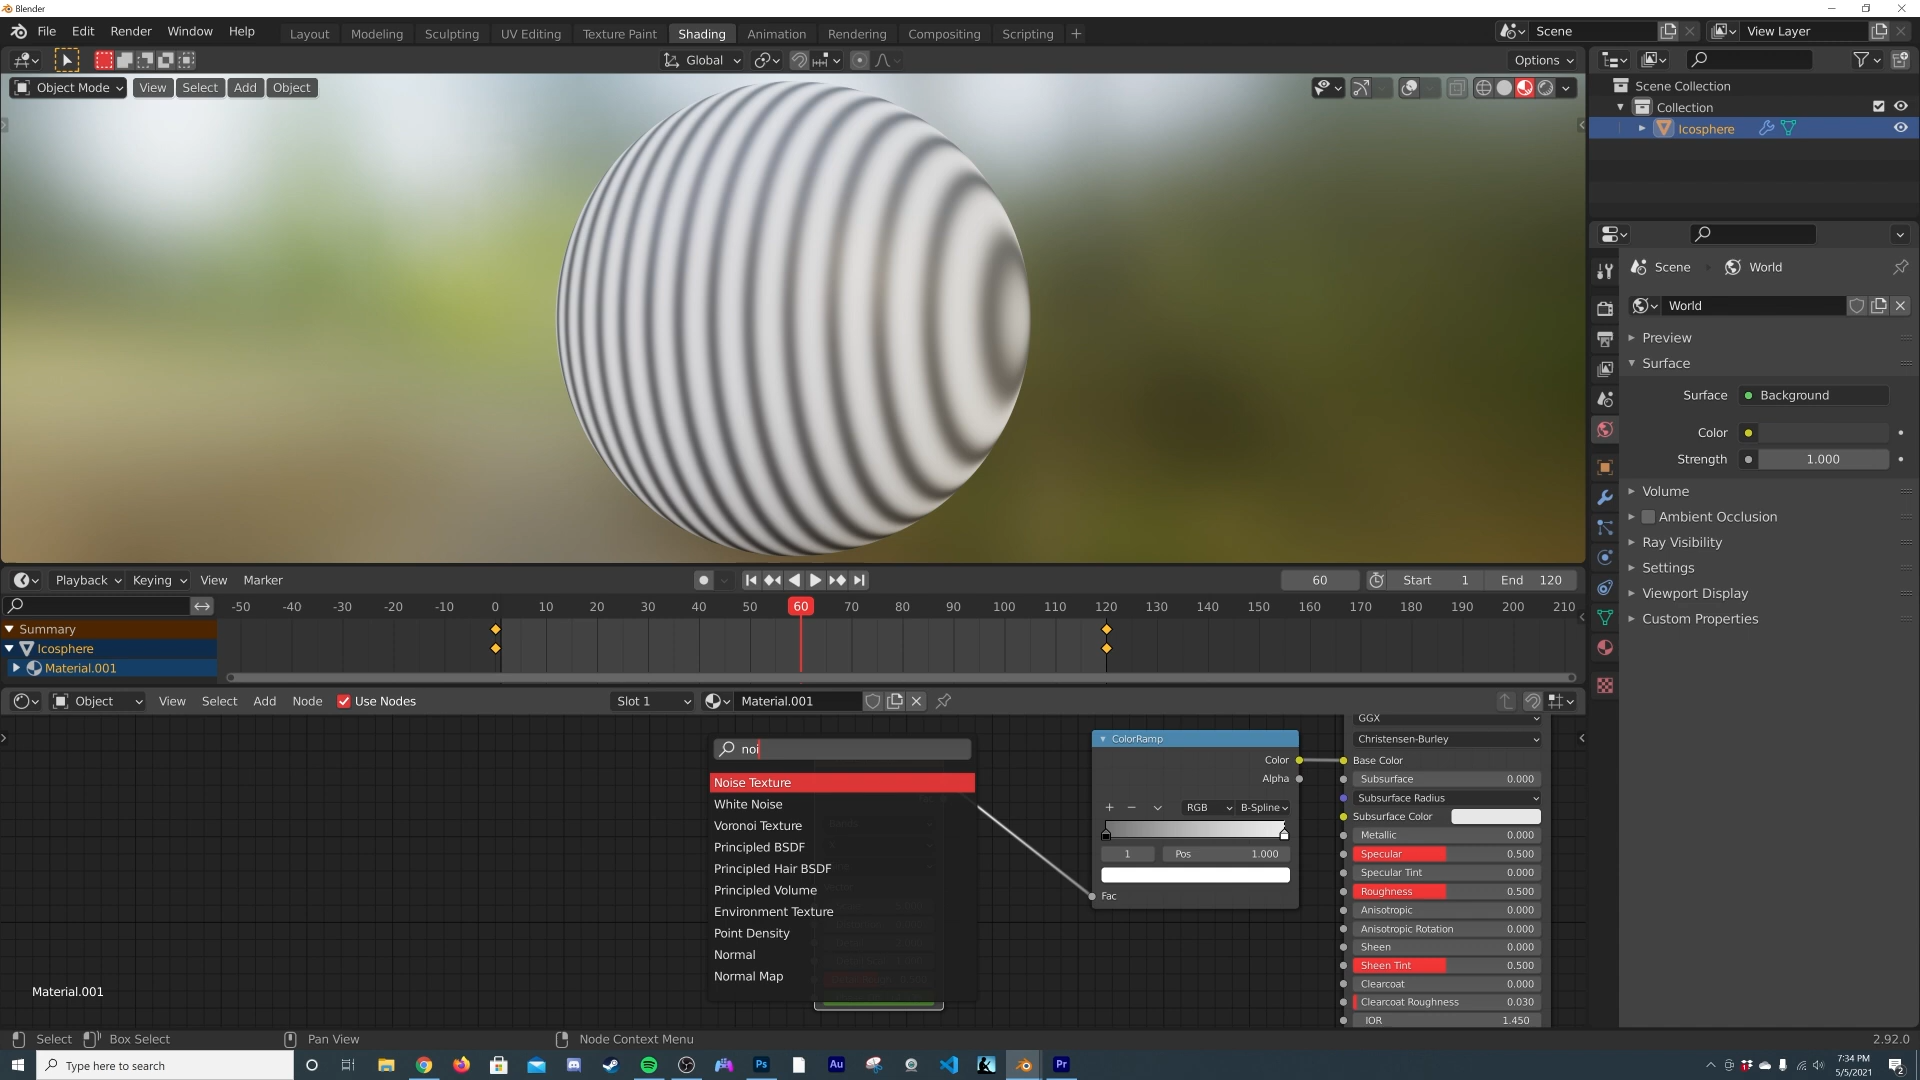 Blender
File Edit Render Window Help
Layout Modeling Sculpting UV Editing Texture Paint Shading Animation Rendering Compositing Scripting +
Scene
View Layer
Global
Options
Object Mode View Select Add Object
Scene Collection
Collection
Icosphere
Scene World
World
Preview
Surface
Surface Background
Color
Strength 1.000
Volume
Ambient Occlusion
Ray Visibility
Settings
Viewport Display
Custom Properties
Playback Keying View Marker
60 Start 1 End 120
-50 -40 -30 -20 -10 0 10 20 30 40 50 60 70 80 90 100 110 120 130 140 150 160 170 180 190 200 210
Summary
Icosphere
Material.001
Object View Select Add Node Use Nodes Slot 1 Material.001
noi
Noise Texture
White Noise
Voronoi Texture
Principled BSDF
Principled Hair BSDF
Principled Volume
Environment Texture
Point Density
Normal
Normal Map
ColorRamp
Color
Alpha
+ − RGB B-Spline
1 Pos 1.000
Fac
GGX
Christensen-Burley
Base Color
Subsurface 0.000
Subsurface Radius
Subsurface Color
Metallic 0.000
Specular 0.500
Specular Tint 0.000
Roughness 0.500
Anisotropic 0.000
Anisotropic Rotation 0.000
Sheen 0.000
Sheen Tint 0.500
Clearcoat 0.000
Clearcoat Roughness 0.030
IOR 1.450
Material.001
Select Box Select Pan View Node Context Menu 2.92.0
Type here to search
Ps
Au
Pr
7:34 PM
5/5/2021
2